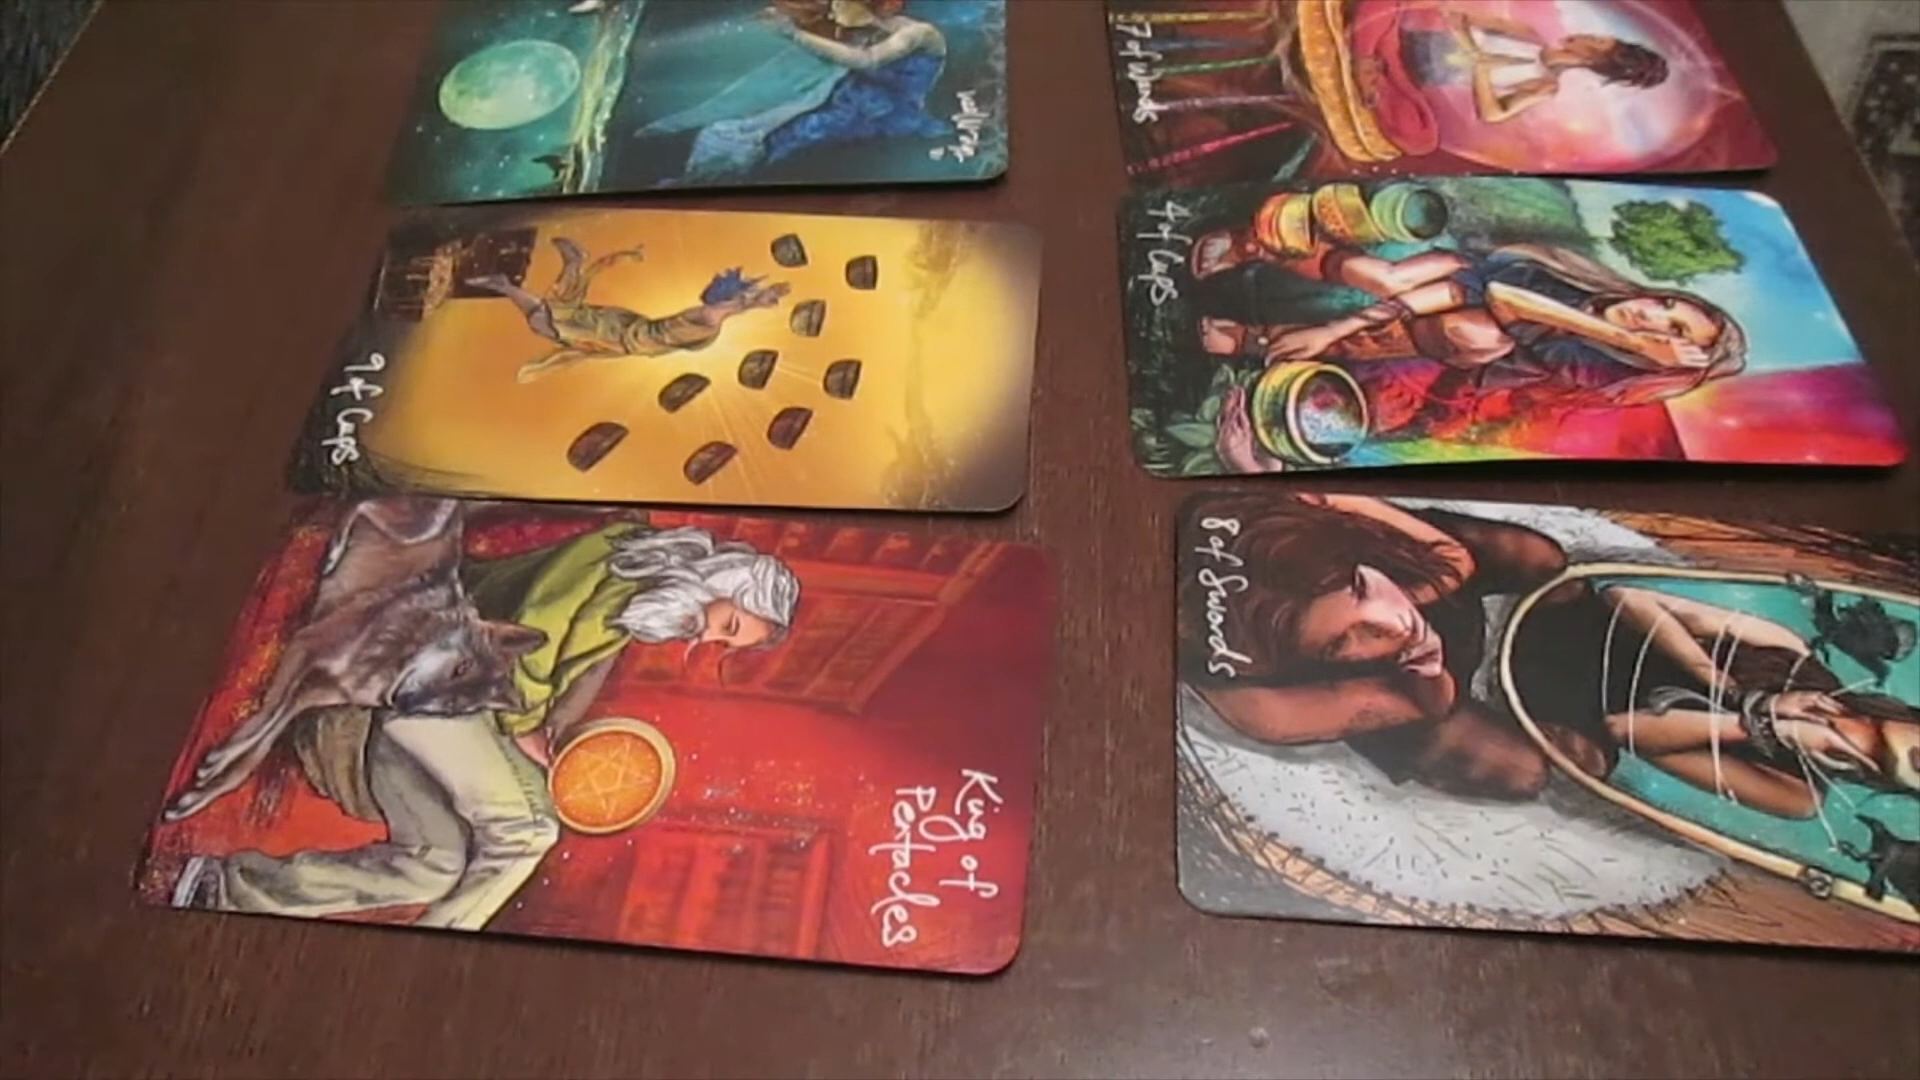 7 of Wands
4 of Cups
9 of Cups
8 of Swords
King of
Pentacles